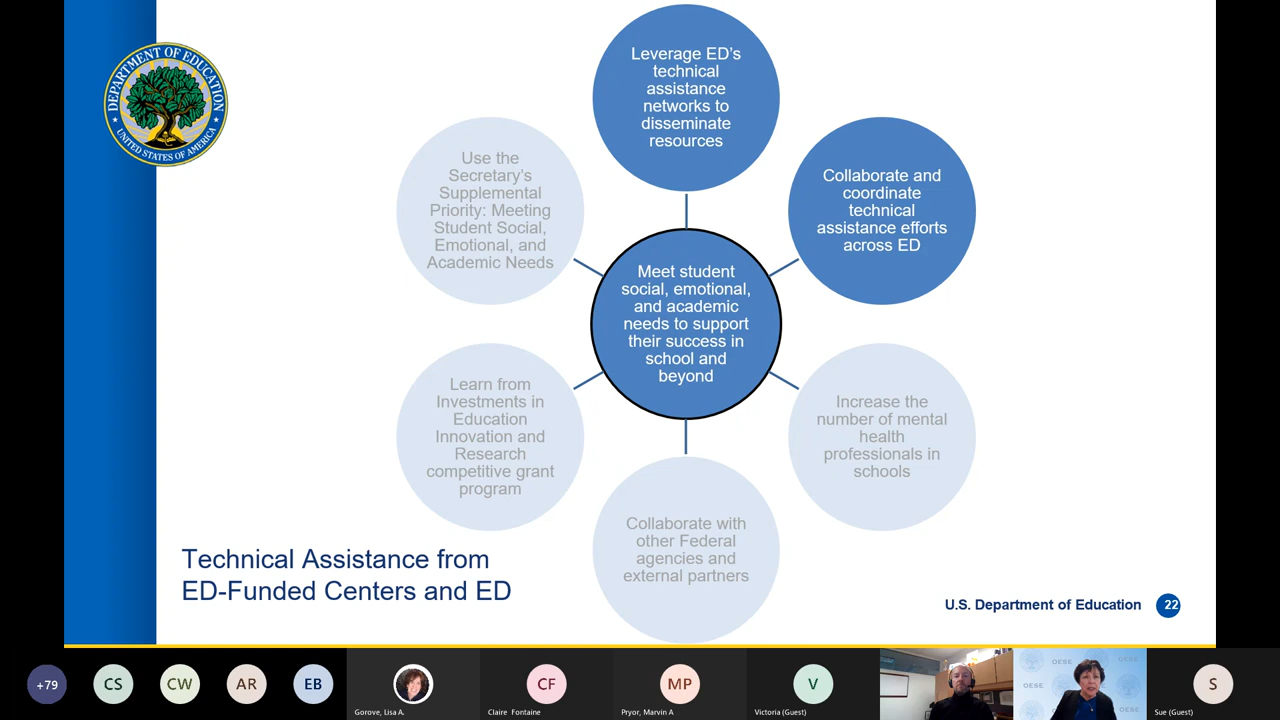 DEPARTMENT OF EDUCATION
UNITED STATES OF AMERICA
Leverage ED's
technical
assistance
networks to
disseminate
resources
Collaborate and
coordinate
technical
assistance efforts
across ED
Increase the
number of mental
health
professionals in
schools
Collaborate with
other Federal
agencies and
external partners
Learn from
Investments in
Education
Innovation and
Research
competitive grant
program
Use the
Secretary's
Supplemental
Priority: Meeting
Student Social,
Emotional, and
Academic Needs
Meet student
social, emotional,
and academic
needs to support
their success in
school and
beyond
Technical Assistance from
ED-Funded Centers and ED
U.S. Department of Education
22
+79
CS
CW
AR
EB
Gorove, Lisa A.
CF
Claire Fontaine
MP
Pryor, Marvin A
V
Victoria (Guest)
OESE
OESE
OESE
S
Sue (Guest)